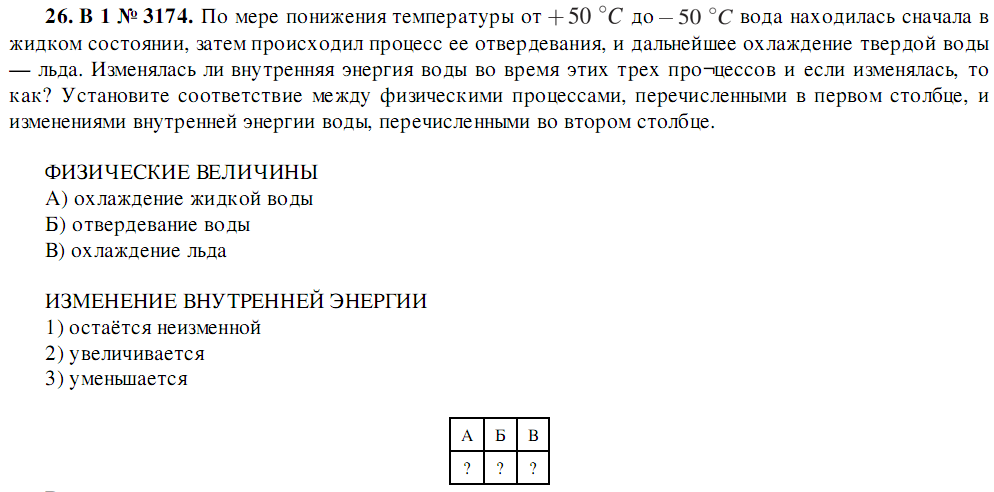 26. В 1 № 3174. По мере понижения температуры от +50 °C до −50 °C вода находилась сначала в
жидком состоянии, затем происходил процесс ее отвердевания, и дальнейшее охлаждение твердой воды
— льда. Изменялась ли внутренняя энергия воды во время этих трех про¬цессов и если изменялась, то
как? Установите соответствие между физическими процессами, перечисленными в первом столбце, и
изменениями внутренней энергии воды, перечисленными во втором столбце.
ФИЗИЧЕСКИЕ ВЕЛИЧИНЫ
А) охлаждение жидкой воды
Б) отвердевание воды
В) охлаждение льда
ИЗМЕНЕНИЕ ВНУТРЕННЕЙ ЭНЕРГИИ
1) остаётся неизменной
2) увеличивается
3) уменьшается
А Б В
? ? ?